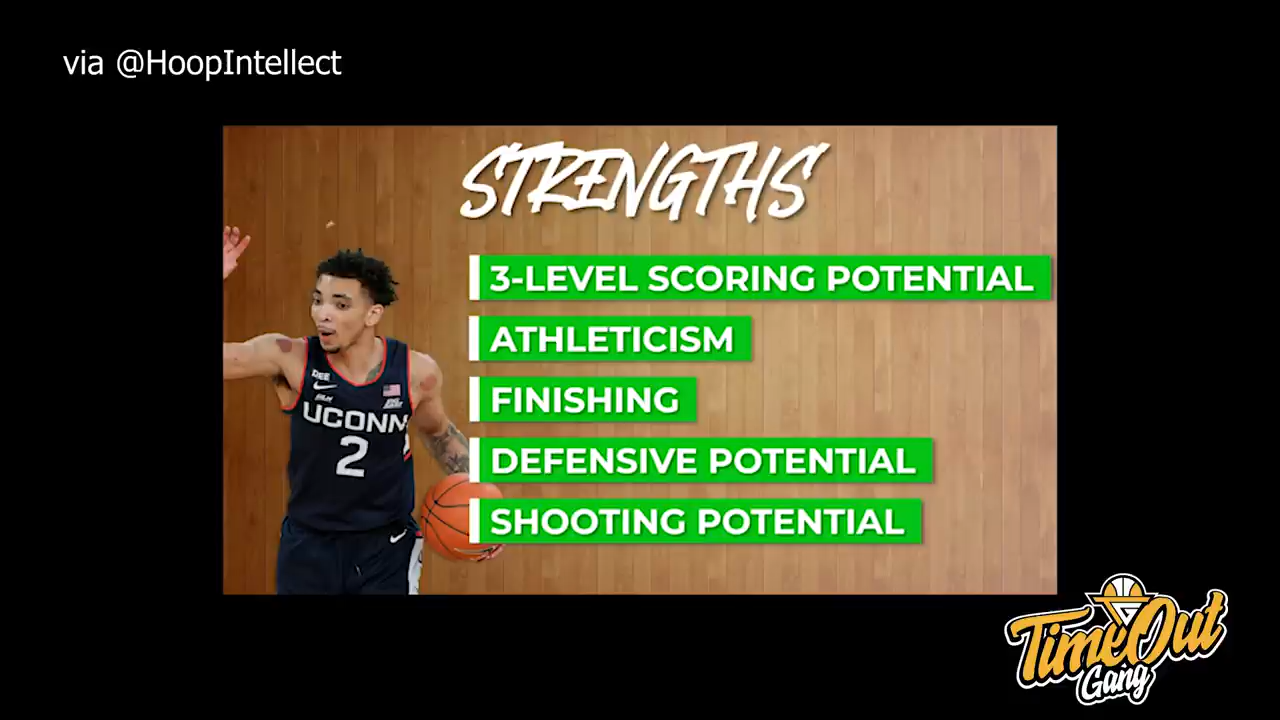 via @HoopIntellect
STRENGTHS
3-LEVEL SCORING POTENTIAL
ATHLETICISM
FINISHING
DEFENSIVE POTENTIAL
SHOOTING POTENTIAL
UCONN
2
TimeOut
Gang